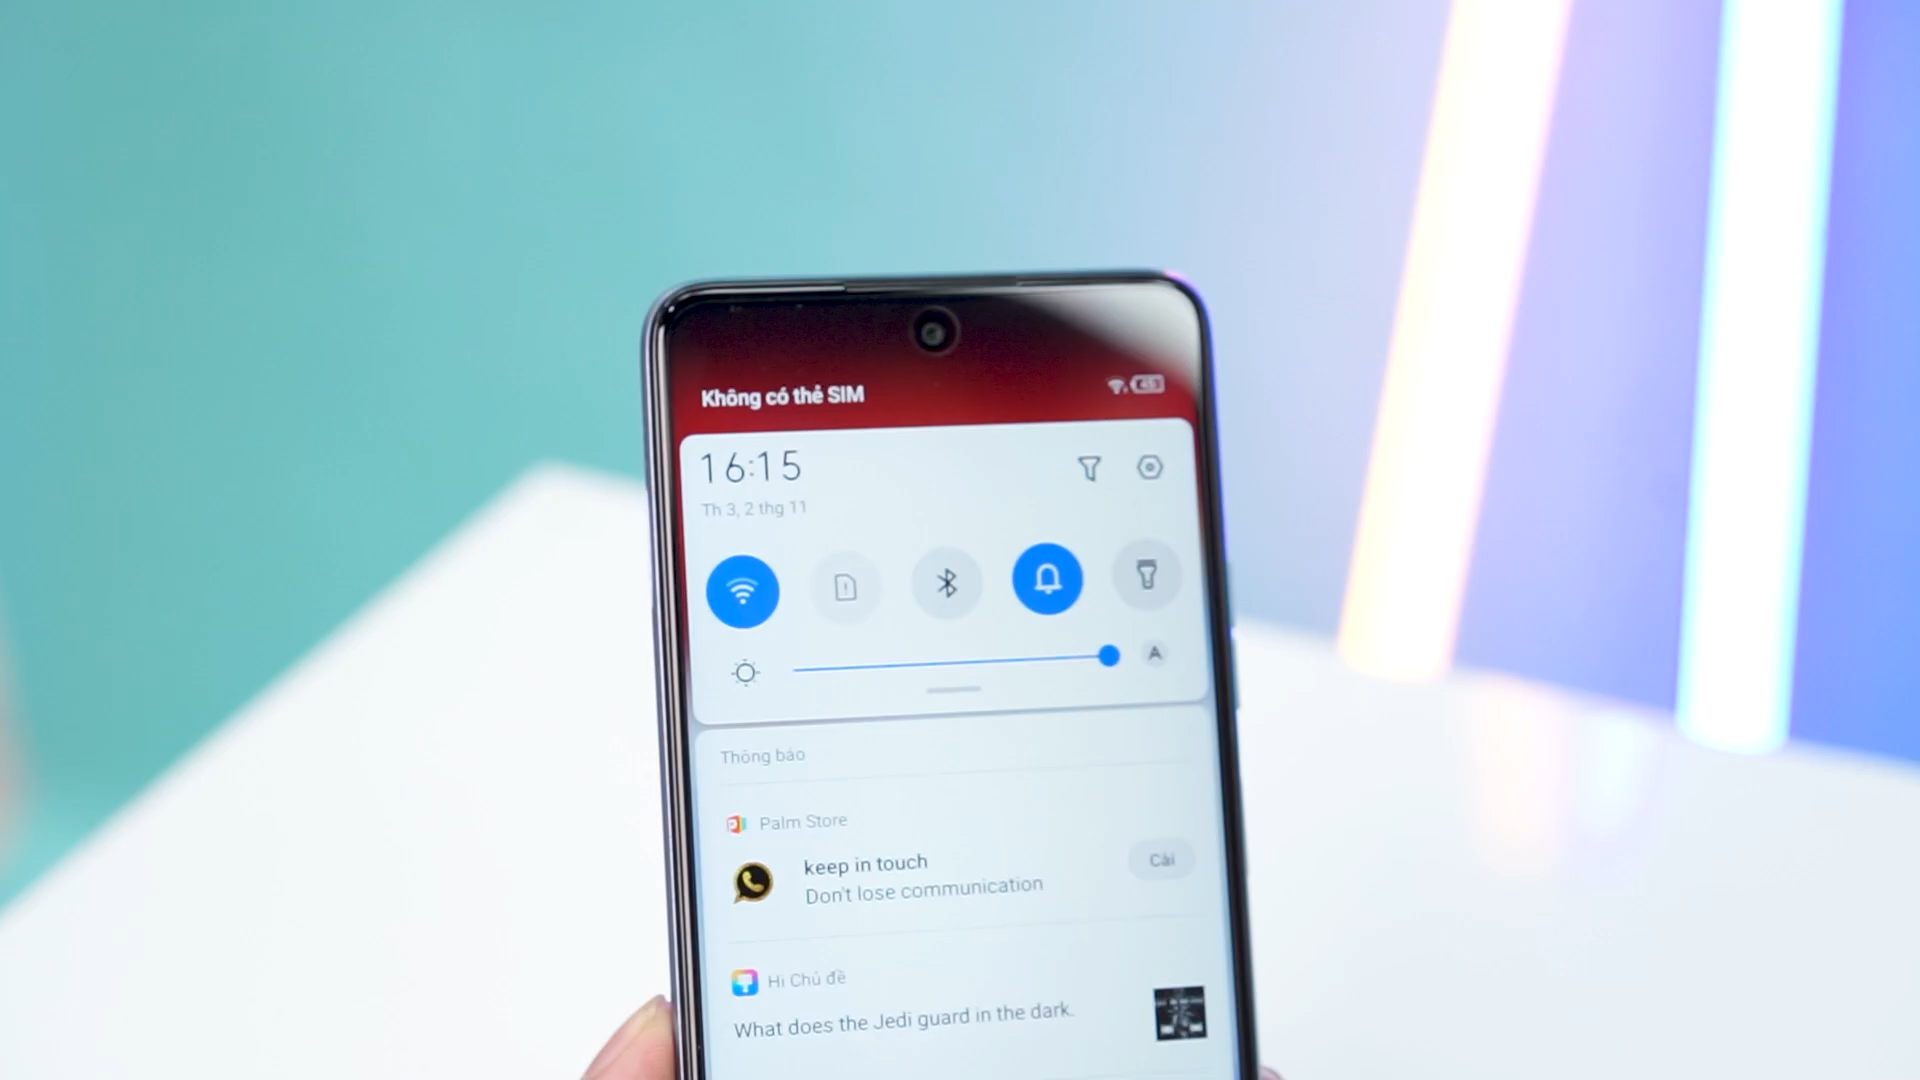 Không có thẻ SIM
16:15
Th 3, 2 thg 11
A
Thông báo
Palm Store
keep in touch
Cài
Don't lose communication
Hi Chủ đề
What does the Jedi guard in the dark.